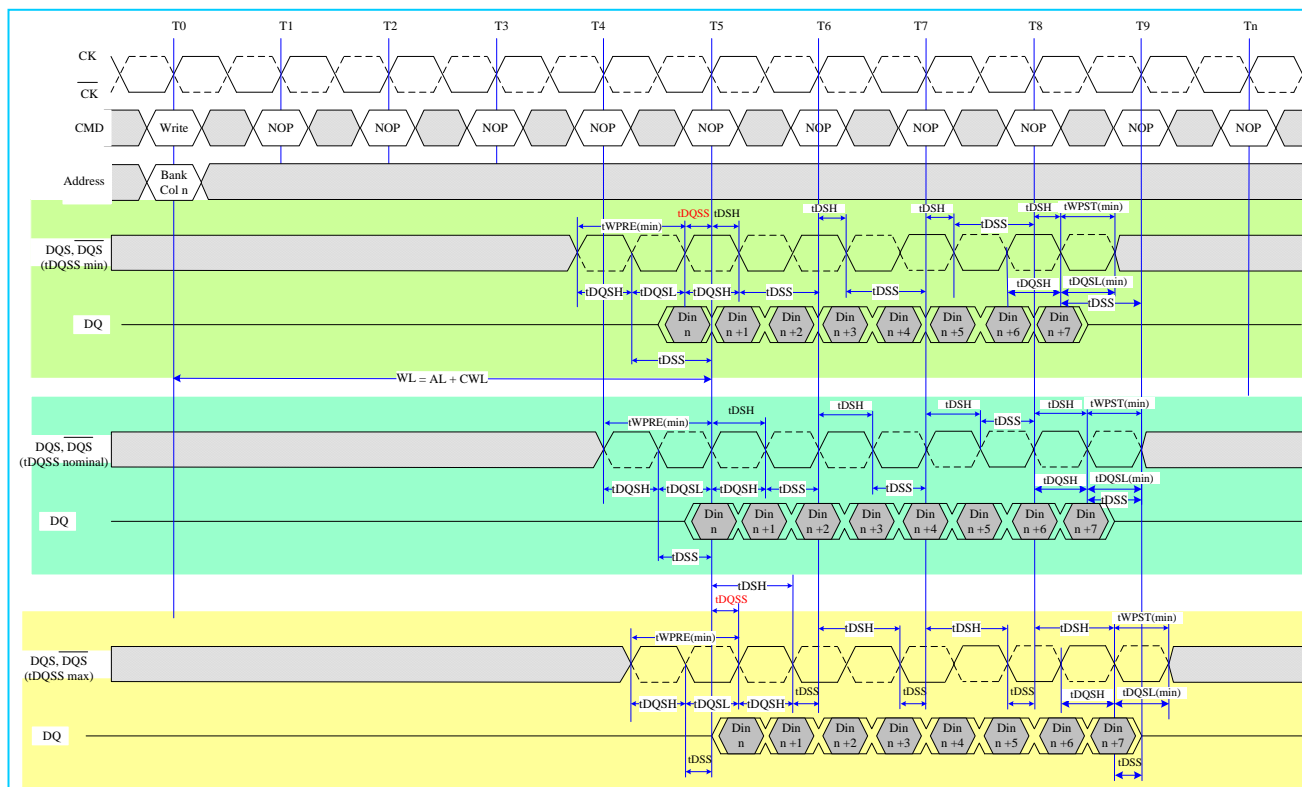 T0 T1 T2 T3 T4 T5 T6 T7 T8 T9 Tn
CK
CK
CMD Write NOP NOP NOP NOP NOP NOP NOP NOP NOP NOP
Address Bank
Col n
tWPRE(min) tDQSS tDSH tDSH tDSH tDSS tDSH tWPST(min)
DQS, DQS
(tDQSS min)
tDQSH tDQSL tDQSH tDSS tDSS tDQSH tDQSL(min)
tDSS
DQ Din Din Din Din Din Din Din Din
n n +1 n +2 n +3 n +4 n +5 n +6 n +7
tDSS
WL = AL + CWL
tWPRE(min) tDSH tDSH tDSH tDSS tDSH tWPST(min)
DQS, DQS
(tDQSS nominal)
tDQSH tDQSL tDQSH tDSS tDSS tDQSH tDQSL(min)
tDSS
DQ Din Din Din Din Din Din Din Din
n n +1 n +2 n +3 n +4 n +5 n +6 n +7
tDSS
tDSH
tDQSS
tWPRE(min) tDSH tDSH tDSH tWPST(min)
DQS, DQS
(tDQSS max)
tDQSH tDQSL tDQSH tDSS tDSS tDSS tDQSH tDQSL(min)
DQ Din Din Din Din Din Din Din Din
n n +1 n +2 n +3 n +4 n +5 n +6 n +7
tDSS tDSS